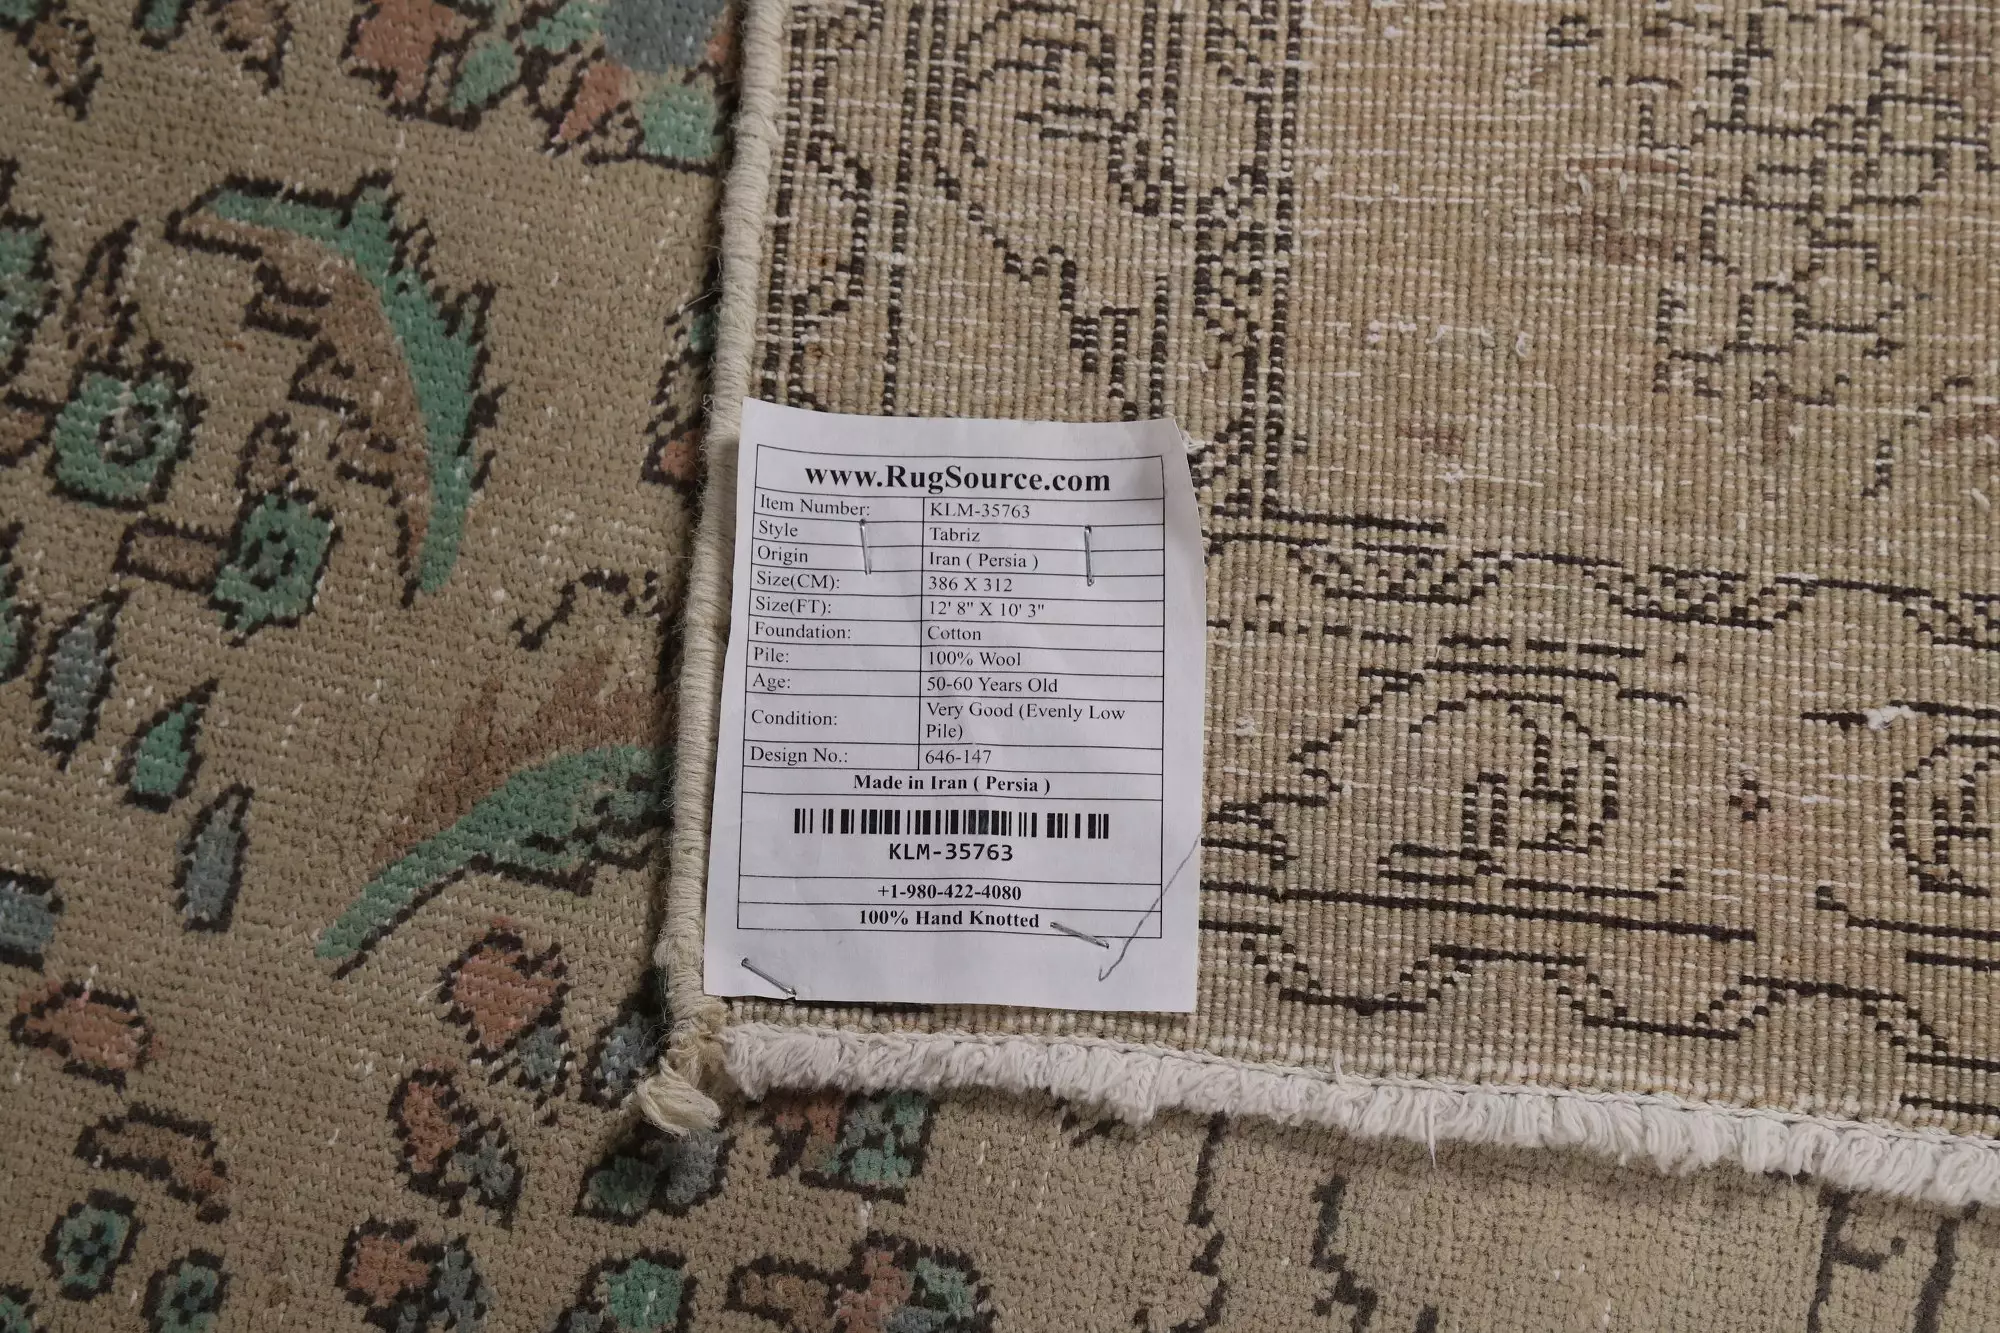 www.RugSource.com
Item Number: KLM-35763
Style Tabriz
Origin Iran ( Persia )
Size(CM): 386 X 312
Size(FT): 12' 8" X 10' 3"
Foundation: Cotton
Pile: 100% Wool
Age: 50-60 Years Old
Condition: Very Good (Evenly Low
Pile)
Design No.: 646-147
Made in Iran ( Persia )
KLM-35763
+1-980-422-4080
100% Hand Knotted